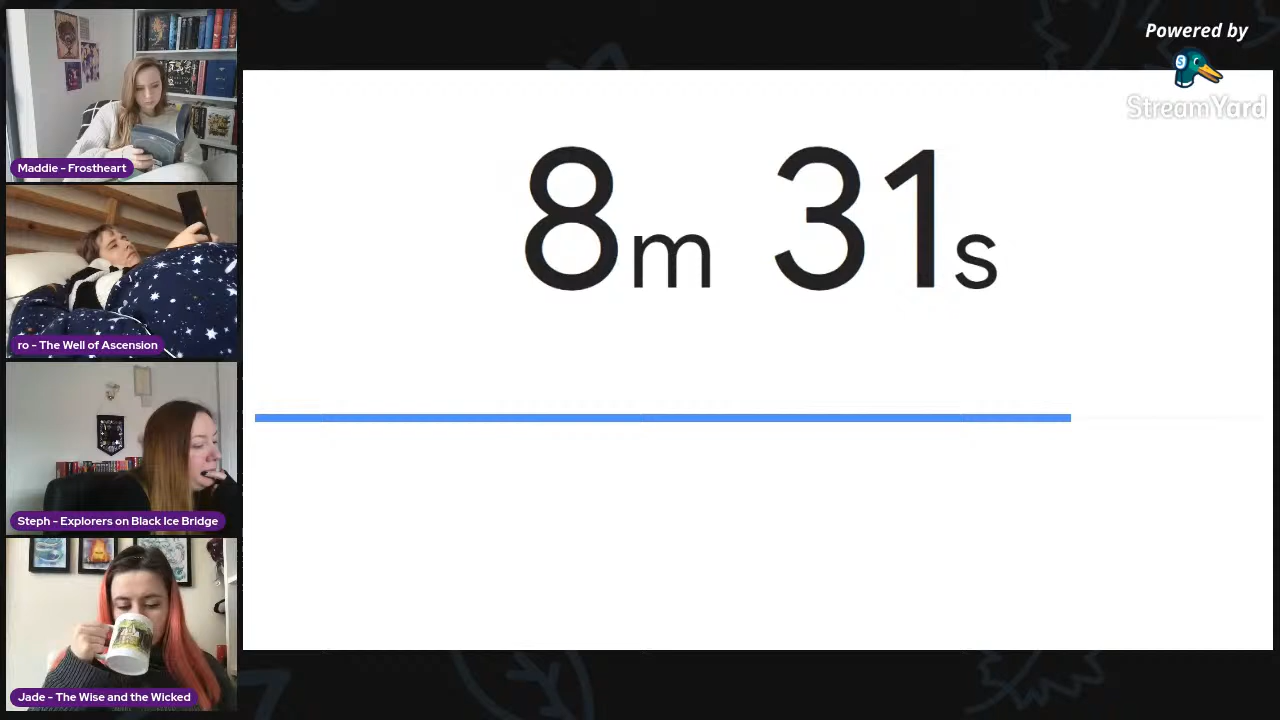 Powered by
StreamYard
8m 31s
Maddie - Frostheart
ro - The Well of Ascension
Steph - Explorers on Black Ice Bridge
Jade - The Wise and the Wicked